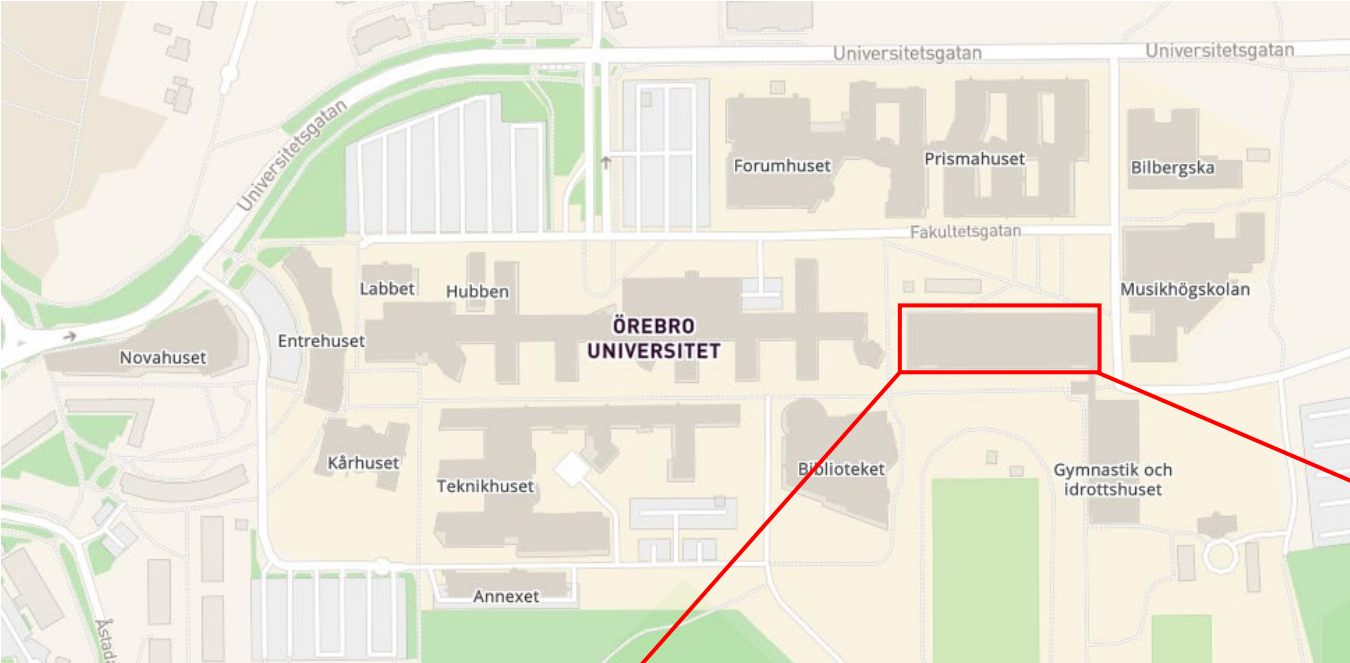 Universitetsgatan
Universitetsgatan
Universitetsgatan
Forumhuset
Prismahuset
Bilbergska
Fakultetsgatan
Labbet
Hubben
Musikhögskolan
ÖREBRO
UNIVERSITET
Entrehuset
Novahuset
Kårhuset
Teknikhuset
Biblioteket
Gymnastik och
idrottshuset
Annexet